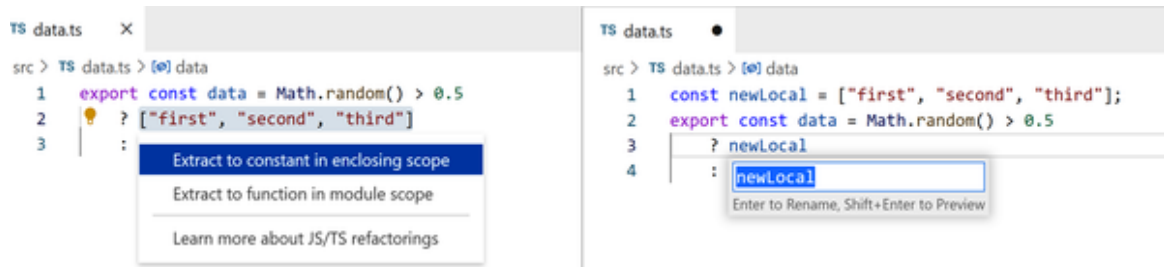 TS data.ts ×
src > TS data.ts > data
1 export const data = Math.random() > 0.5
2 ? ["first", "second", "third"]
3 :
Extract to constant in enclosing scope
Extract to function in module scope
Learn more about JS/TS refactorings
TS data.ts ●
src > TS data.ts > data
1 const newLocal = ["first", "second", "third"];
2 export const data = Math.random() > 0.5
3 ? newLocal
4 :
newLocal
Enter to Rename, Shift+Enter to Preview